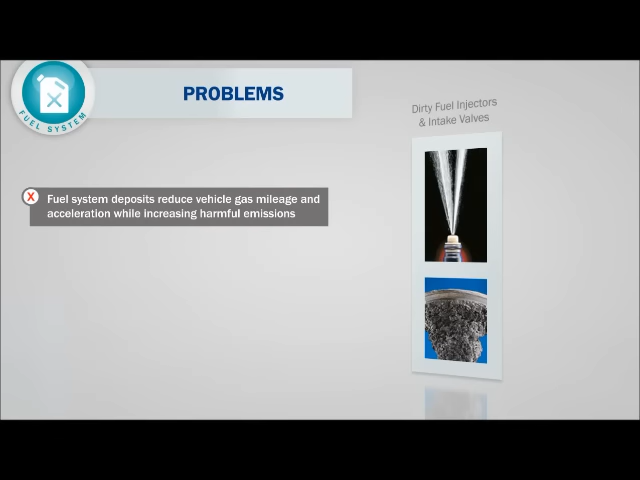 FUEL SYSTEM
PROBLEMS
Dirty Fuel Injectors
& Intake Valves
Fuel system deposits reduce vehicle gas mileage and
acceleration while increasing harmful emissions